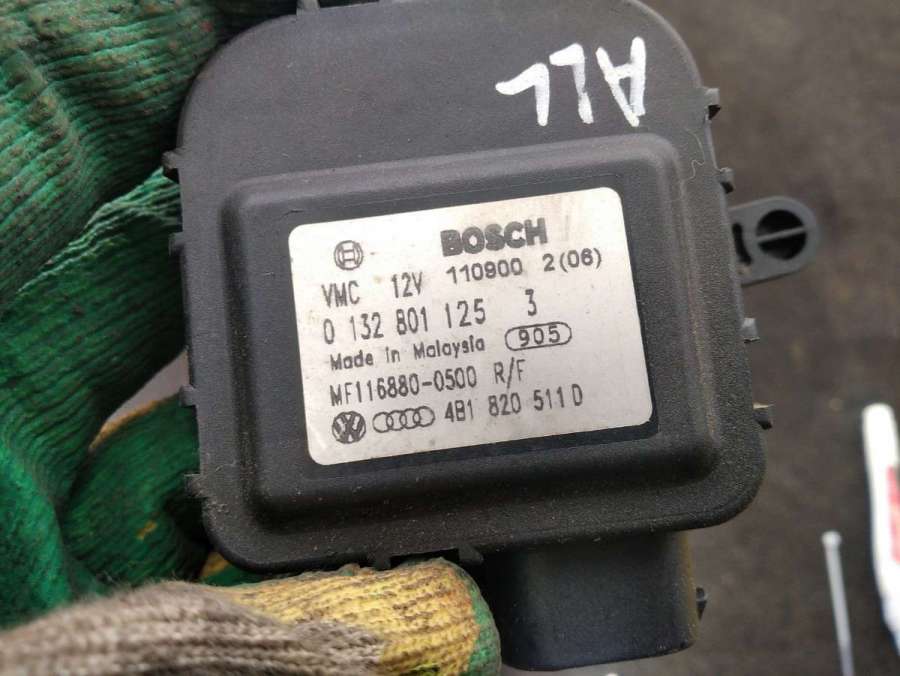 ALL
BOSCH
VMC 12V 110900 2(06)
0 132 801 125 3
Made in Malaysia 905
MF116880-0500 R/F
4B1 820 511D